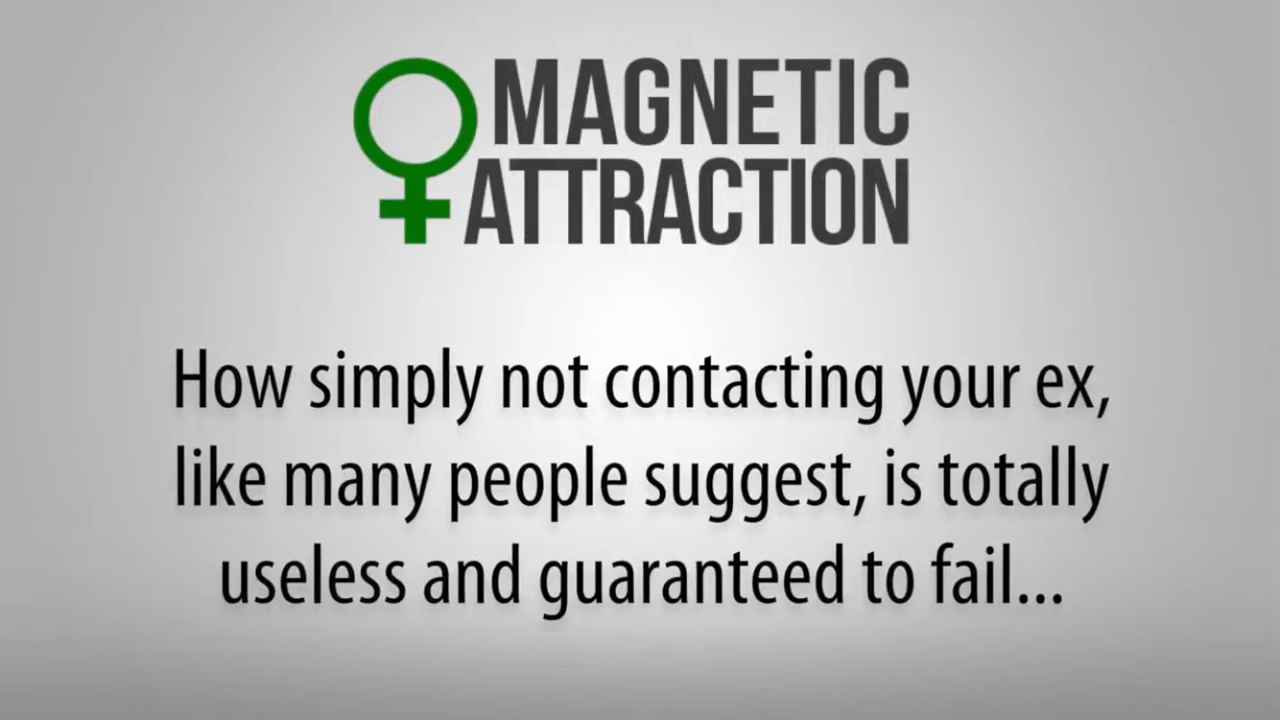 MAGNETIC
ATTRACTION
How simply not contacting your ex,
like many people suggest, is totally
useless and guaranteed to fail...